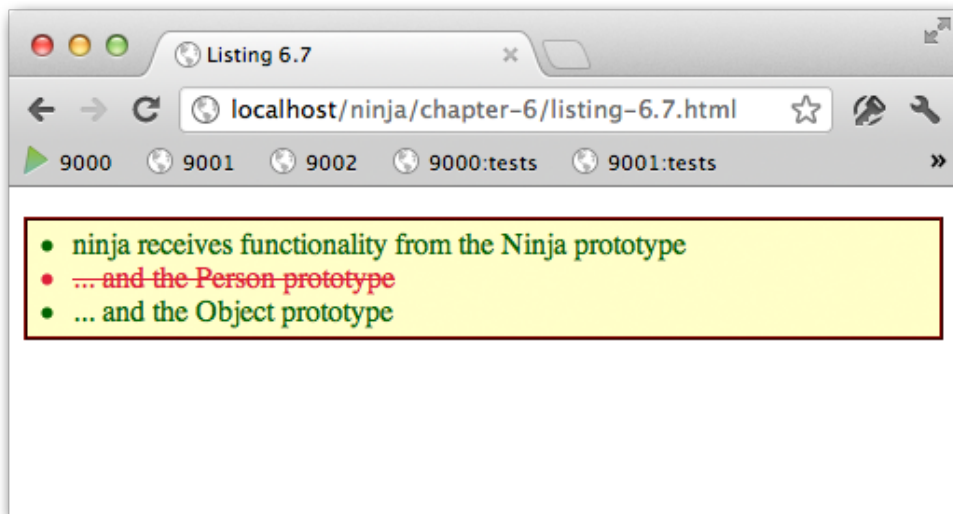 Listing 6.7
localhost/ninja/chapter-6/listing-6.7.html
9000 9001 9002 9000:tests 9001:tests »
• ninja receives functionality from the Ninja prototype
• ... and the Person prototype
• ... and the Object prototype